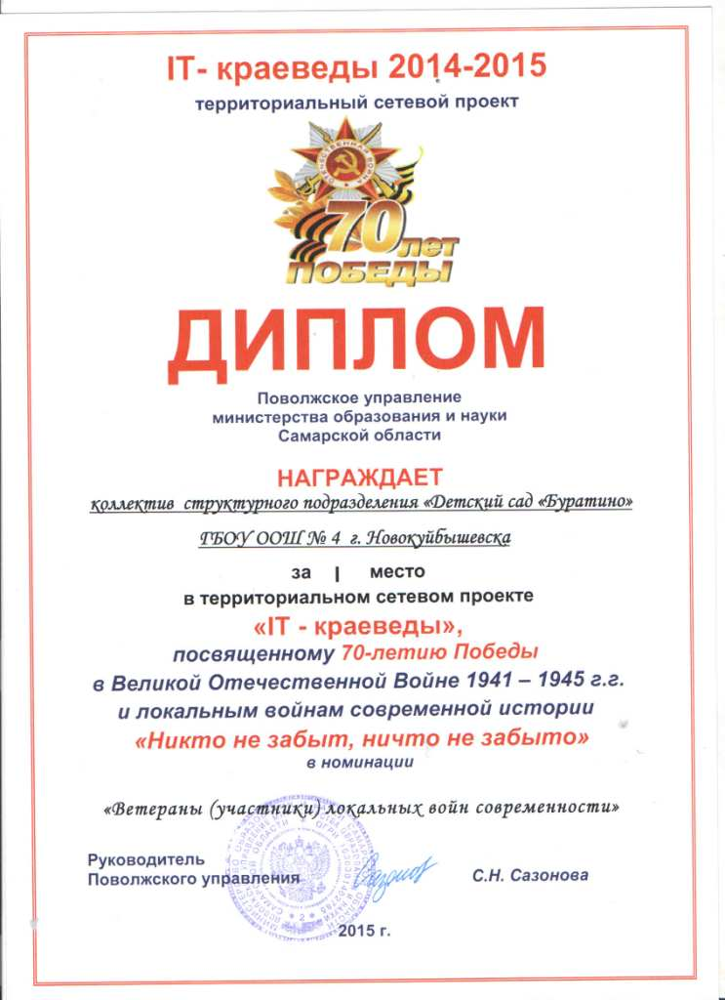 IT- краеведы 2014-2015
территориальный сетевой проект
ОТЕЧЕСТВЕННАЯ ВОЙНА
70 лет
ПОБЕДЫ
ДИПЛОМ
Поволжское управление
министерства образования и науки
Самарской области
НАГРАЖДАЕТ
коллектив структурного подразделения «Детский сад «Буратино»
ГБОУ ООШ № 4 г. Новокуйбышевска
за I место
в территориальном сетевом проекте
«IT - краеведы»,
посвященному 70-летию Победы
в Великой Отечественной Войне 1941 – 1945 г.г.
и локальным войнам современной истории
«Никто не забыт, ничто не забыто»
в номинации
«Ветераны (участники) локальных войн современности»
Руководитель
Поволжского управления
С.Н. Сазонова
2015 г.